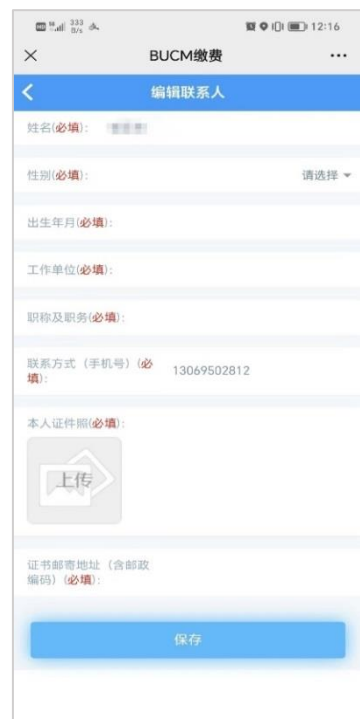 333
B/s
12:16
BUCM缴费
编辑联系人
姓名(必填):
性别(必填):
请选择
出生年月(必填):
工作单位(必填):
职称及职务(必填):
联系方式（手机号）(必
填):
13069502812
本人证件照(必填):
上传
证书邮寄地址（含邮政
编码）(必填):
保存